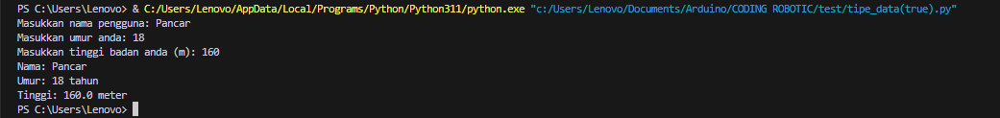 PS C:\Users\Lenovo> & C:/Users/Lenovo/AppData/Local/Programs/Python/Python311/python.exe "c:/Users/Lenovo/Documents/Arduino/CODING ROBOTIC/test/tipe_data(true).py"
Masukkan nama pengguna: Pancar
Masukkan umur anda: 18
Masukkan tinggi badan anda (m): 160
Nama: Pancar
Umur: 18 tahun
Tinggi: 160.0 meter
PS C:\Users\Lenovo>